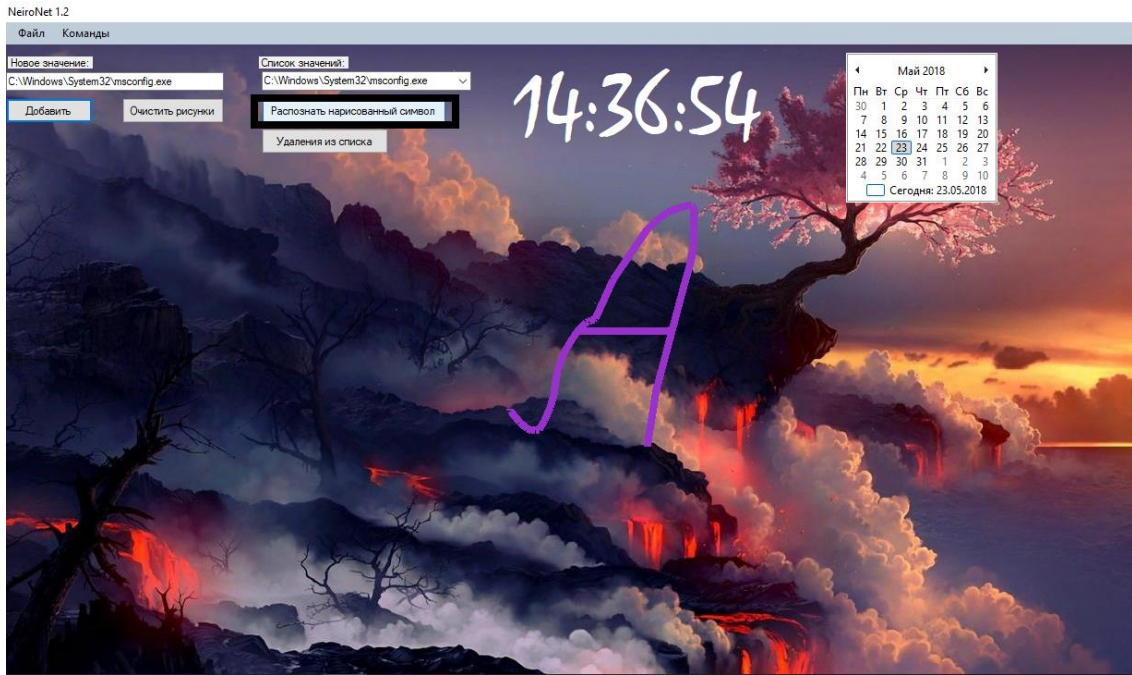 NeiroNet 1.2
Файл Команды
Новое значение:
C:\Windows\System32\msconfig.exe
Добавить Очистить рисунки
Список значений:
C:\Windows\System32\msconfig.exe
Распознать нарисованный символ
Удаления из списка
14:36:54
Май 2018
Пн Вт Ср Чт Пт Сб Вс
30 1 2 3 4 5 6
7 8 9 10 11 12 13
14 15 16 17 18 19 20
21 22 23 24 25 26 27
28 29 30 31 1 2 3
4 5 6 7 8 9 10
Сегодня: 23.05.2018
А